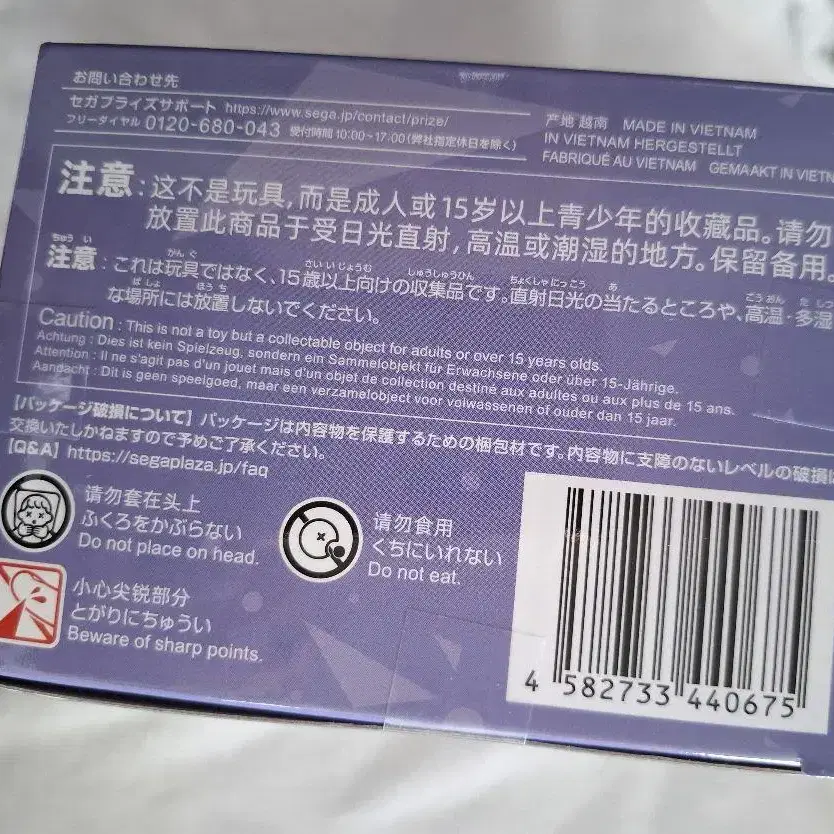 お問い合わせ先
セガプライズサポート https://www.sega.jp/contact/prize/
フリーダイヤル 0120-680-043 受付時間10:00~17:00(弊社指定休日を除く)
产地 越南 MADE IN VIETNAM
IN VIETNAM HERGESTELLT
FABRIQUÉ AU VIETNAM GEMAAKT IN VIETN
注意:这不是玩具,而是成人或15岁以上青少年的收藏品。请勿
放置此商品于受日光直射,高温或潮湿的地方。保留备用。
注意:これは玩具ではなく、15歳以上向けの収集品です。直射日光の当たるところや、高温・多湿
な場所には放置しないでください。
Caution : This is not a toy but a collectable object for adults or over 15 years olds.
Achtung : Dies ist kein Spielzeug, sondern ein Sammelobjekt für Erwachsene oder über 15-Jährige.
Attention : Il ne s'agit pas d'un jouet mais d'un objet de collection destiné aux adultes ou aux plus de 15 ans.
Aandacht : Dit is geen speelgoed, maar een verzamelobject voor volwassenen of ouder dan 15 jaar.
[パッケージ破損について] パッケージは内容物を保護するための梱包材です。内容物に支障のないレベルの破損は
交換いたしかねますので予めご了承ください。
[Q&A] https://segaplaza.jp/faq
请勿套在头上
ふくろをかぶらない
Do not place on head.
请勿食用
くちにいれない
Do not eat.
小心尖锐部分
とがりにちゅうい
Beware of sharp points.
4 582733 440675